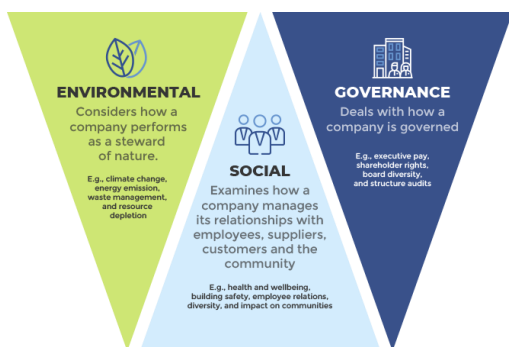 ENVIRONMENTAL
Considers how a
company performs
as a steward
of nature.
E.g., climate change,
energy emission,
waste management,
and resource
depletion
SOCIAL
Examines how a
company manages
its relationships with
employees, suppliers,
customers and the
community
E.g., health and wellbeing,
building safety, employee relations,
diversity, and impact on communities
GOVERNANCE
Deals with how a
company is governed
E.g., executive pay,
shareholder rights,
board diversity,
and structure audits